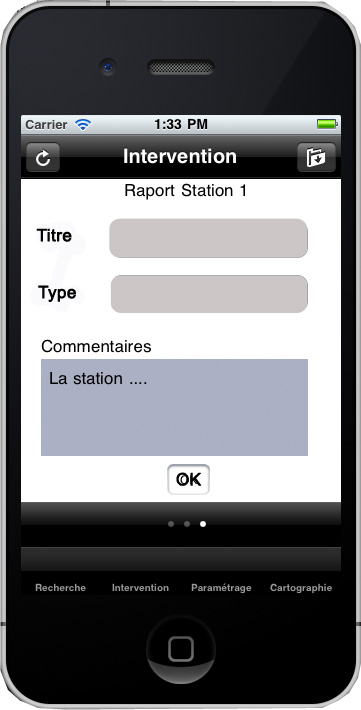 Carrier 1:33 PM
Intervention
Raport Station 1
Titre
Type
Commentaires
La station ....
OK
Recherche Intervention Paramétrage Cartographie